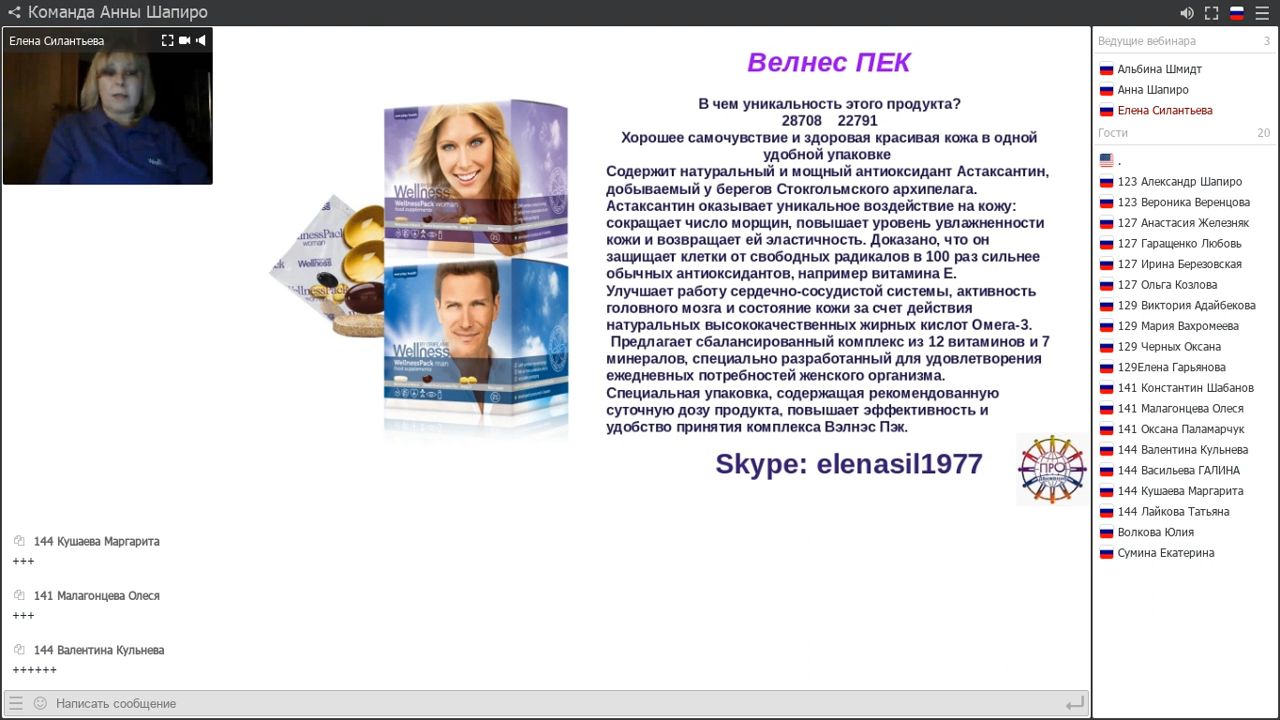 Команда Анны Шапиро
Елена Силантьева
Велнес ПЕК
В чем уникальность этого продукта?
28708 22791
Хорошее самочувствие и здоровая красивая кожа в одной
удобной упаковке
Содержит натуральный и мощный антиоксидант Астаксантин,
добываемый у берегов Стокгольмского архипелага.
Астаксантин оказывает уникальное воздействие на кожу:
сокращает число морщин, повышает уровень увлажненности
кожи и возвращает ей эластичность. Доказано, что он
защищает клетки от свободных радикалов в 100 раз сильнее
обычных антиоксидантов, например витамина Е.
Улучшает работу сердечно-сосудистой системы, активность
головного мозга и состояние кожи за счет действия
натуральных высококачественных жирных кислот Омега-3.
Предлагает сбалансированный комплекс из 12 витаминов и 7
минералов, специально разработанный для удовлетворения
ежедневных потребностей женского организма.
Специальная упаковка, содержащая рекомендованную
суточную дозу продукта, повышает эффективность и
удобство принятия комплекса Вэлнэс Пэк.
Skype: elenasil1977
ПРО
Wellness
WellnessPack woman
food supplements
Wellness
WellnessPack man
food supplements
144 Кушаева Маргарита
+++
141 Малагонцева Олеся
+++
144 Валентина Кульнева
++++++
Написать сообщение
Ведущие вебинара 3
Альбина Шмидт
Анна Шапиро
Елена Силантьева
Гости 20
.
123 Александр Шапиро
123 Вероника Веренцова
127 Анастасия Железняк
127 Гаращенко Любовь
127 Ирина Березовская
127 Ольга Козлова
129 Виктория Адайбекова
129 Мария Вахромеева
129 Черных Оксана
129Елена Гарьянова
141 Константин Шабанов
141 Малагонцева Олеся
141 Оксана Паламарчук
144 Валентина Кульнева
144 Васильева ГАЛИНА
144 Кушаева Маргарита
144 Лайкова Татьяна
Волкова Юлия
Сумина Екатерина